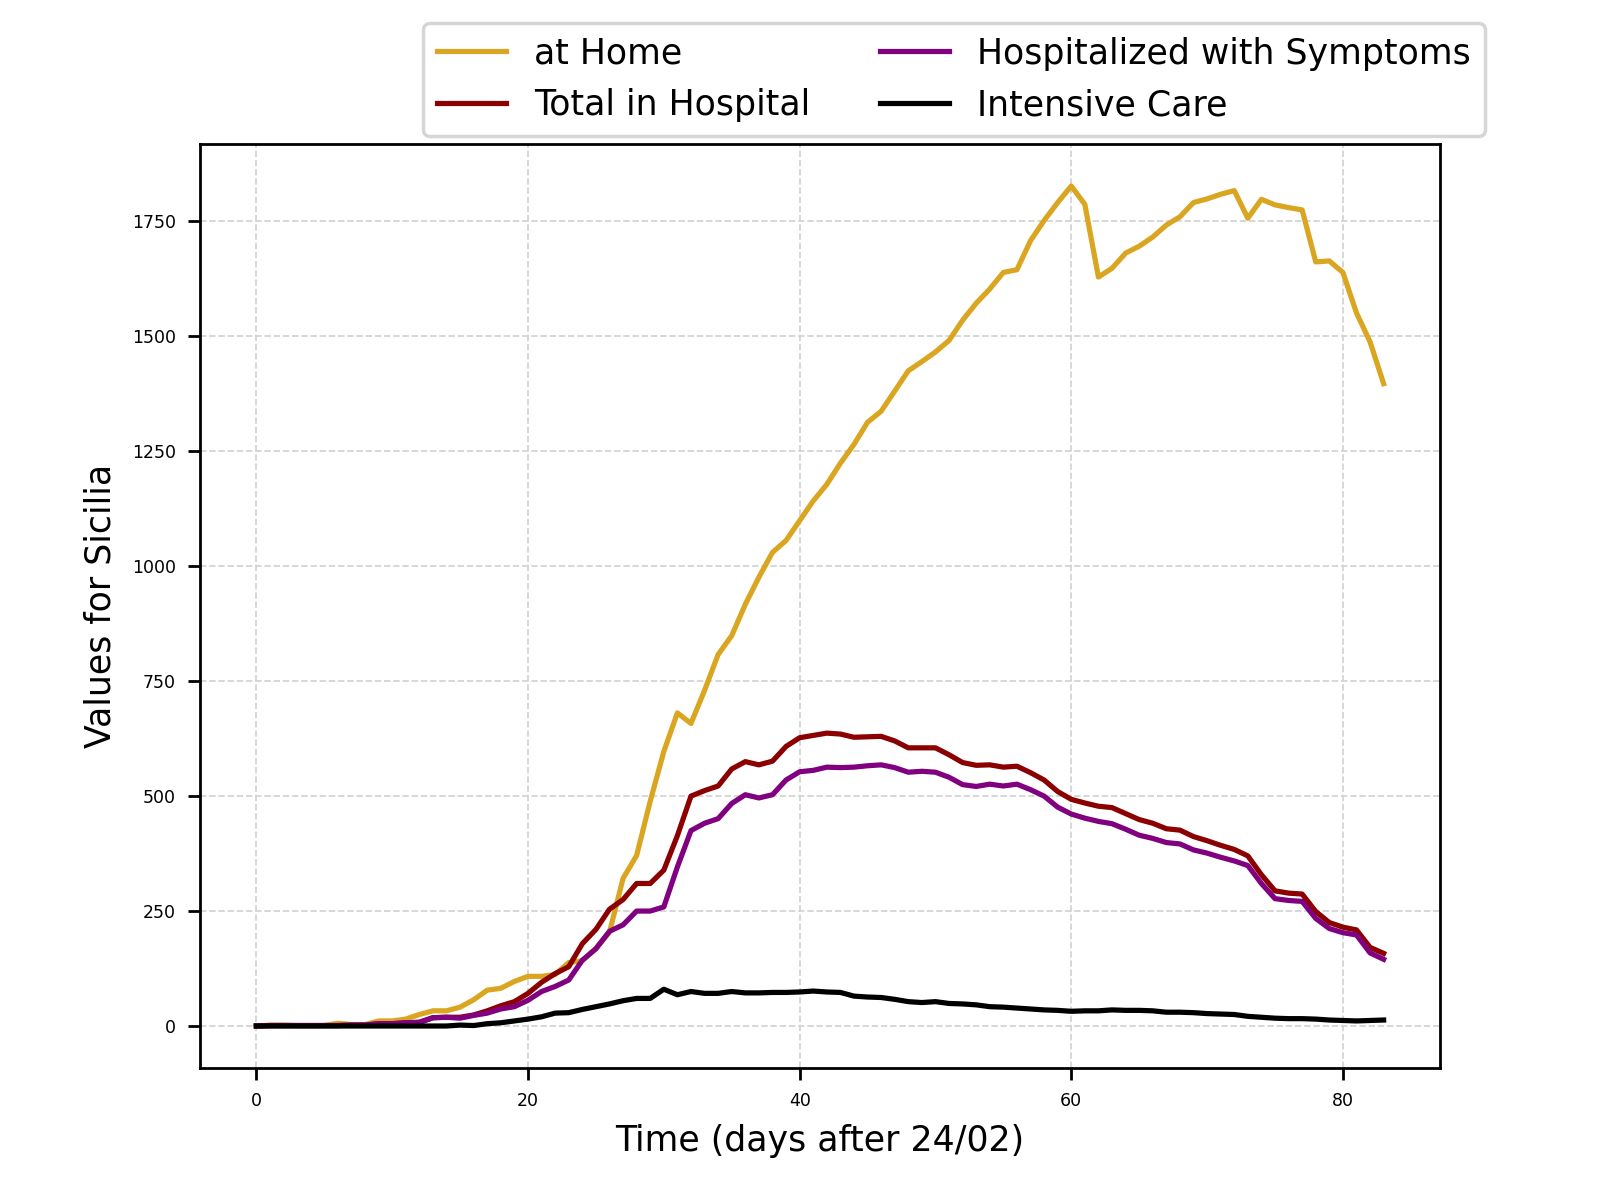 at Home
Hospitalized with Symptoms
Total in Hospital
Intensive Care
1750
1500
1250
1000
750
500
250
0
Values for Sicilia
0 20 40 60 80
Time (days after 24/02)